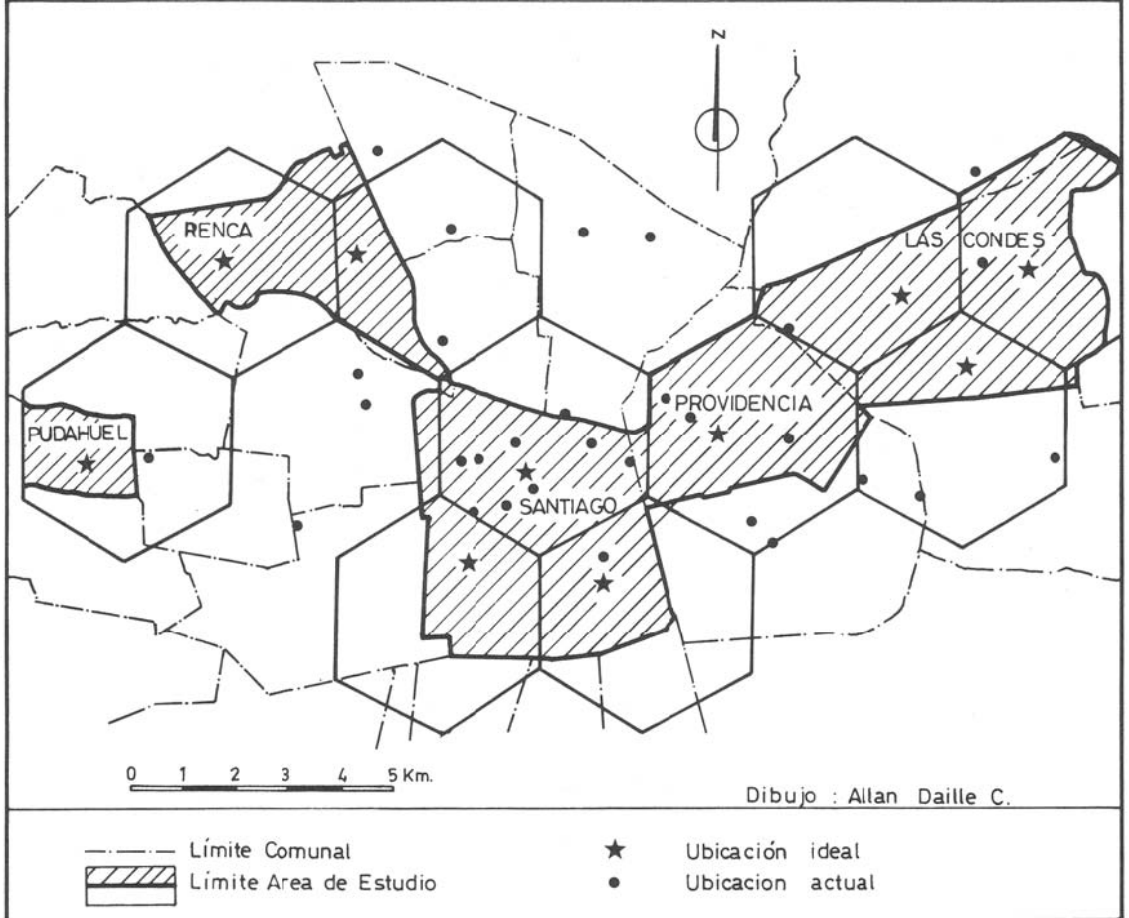 N
RENCA
LAS CONDES
PUDAHUEL
PROVIDENCIA
SANTIAGO
0 1 2 3 4 5 Km.
Dibujo : Allan Daille C.
Límite Comunal
Límite Area de Estudio
Ubicación ideal
Ubicacion actual